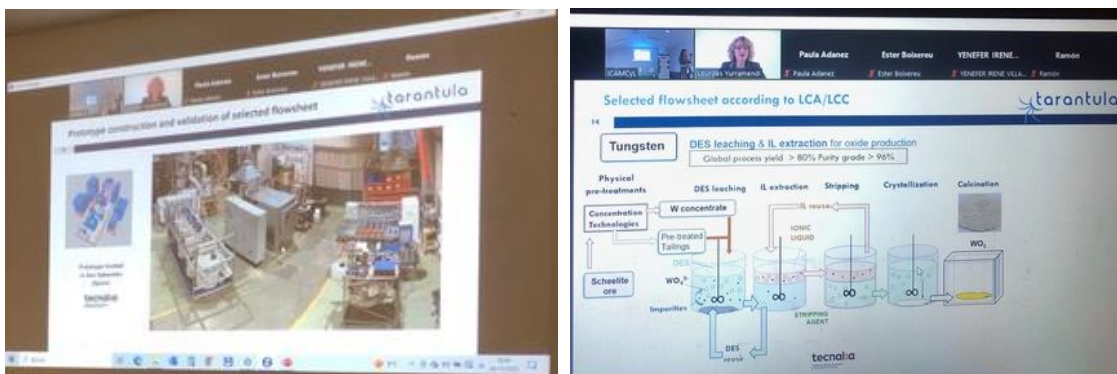 Paula Adanez
Ester Boixereu
YENEFER IRENE...
Ramón
Prototype construction and validation of selected flowsheet
tarantula
tecnalia
ICAMCyL
Lourdes Yurramendi
Paula Adanez
Ester Boixereu
YENEFER IRENE...
Ramón
Paula Adanez
Ester Boixereu
YENEFER IRENE VILLA...
Ramón
Selected flowsheet according to LCA/LCC
tarantula
14
Tungsten
DES leaching & IL extraction for oxide production
Global process yield > 80% Purity grade > 96%
Physical
pre-treatments
DES leaching
IL extraction
Stripping
Crystallization
Calcination
Concentration
Technologies
W concentrate
IL reuse
Pre-treated
Tailings
IONIC
LIQUID
WO₃
DES
Scheelite
ore
Impurities
STRIPPING
AGENT
DES
reuse
tecnalia